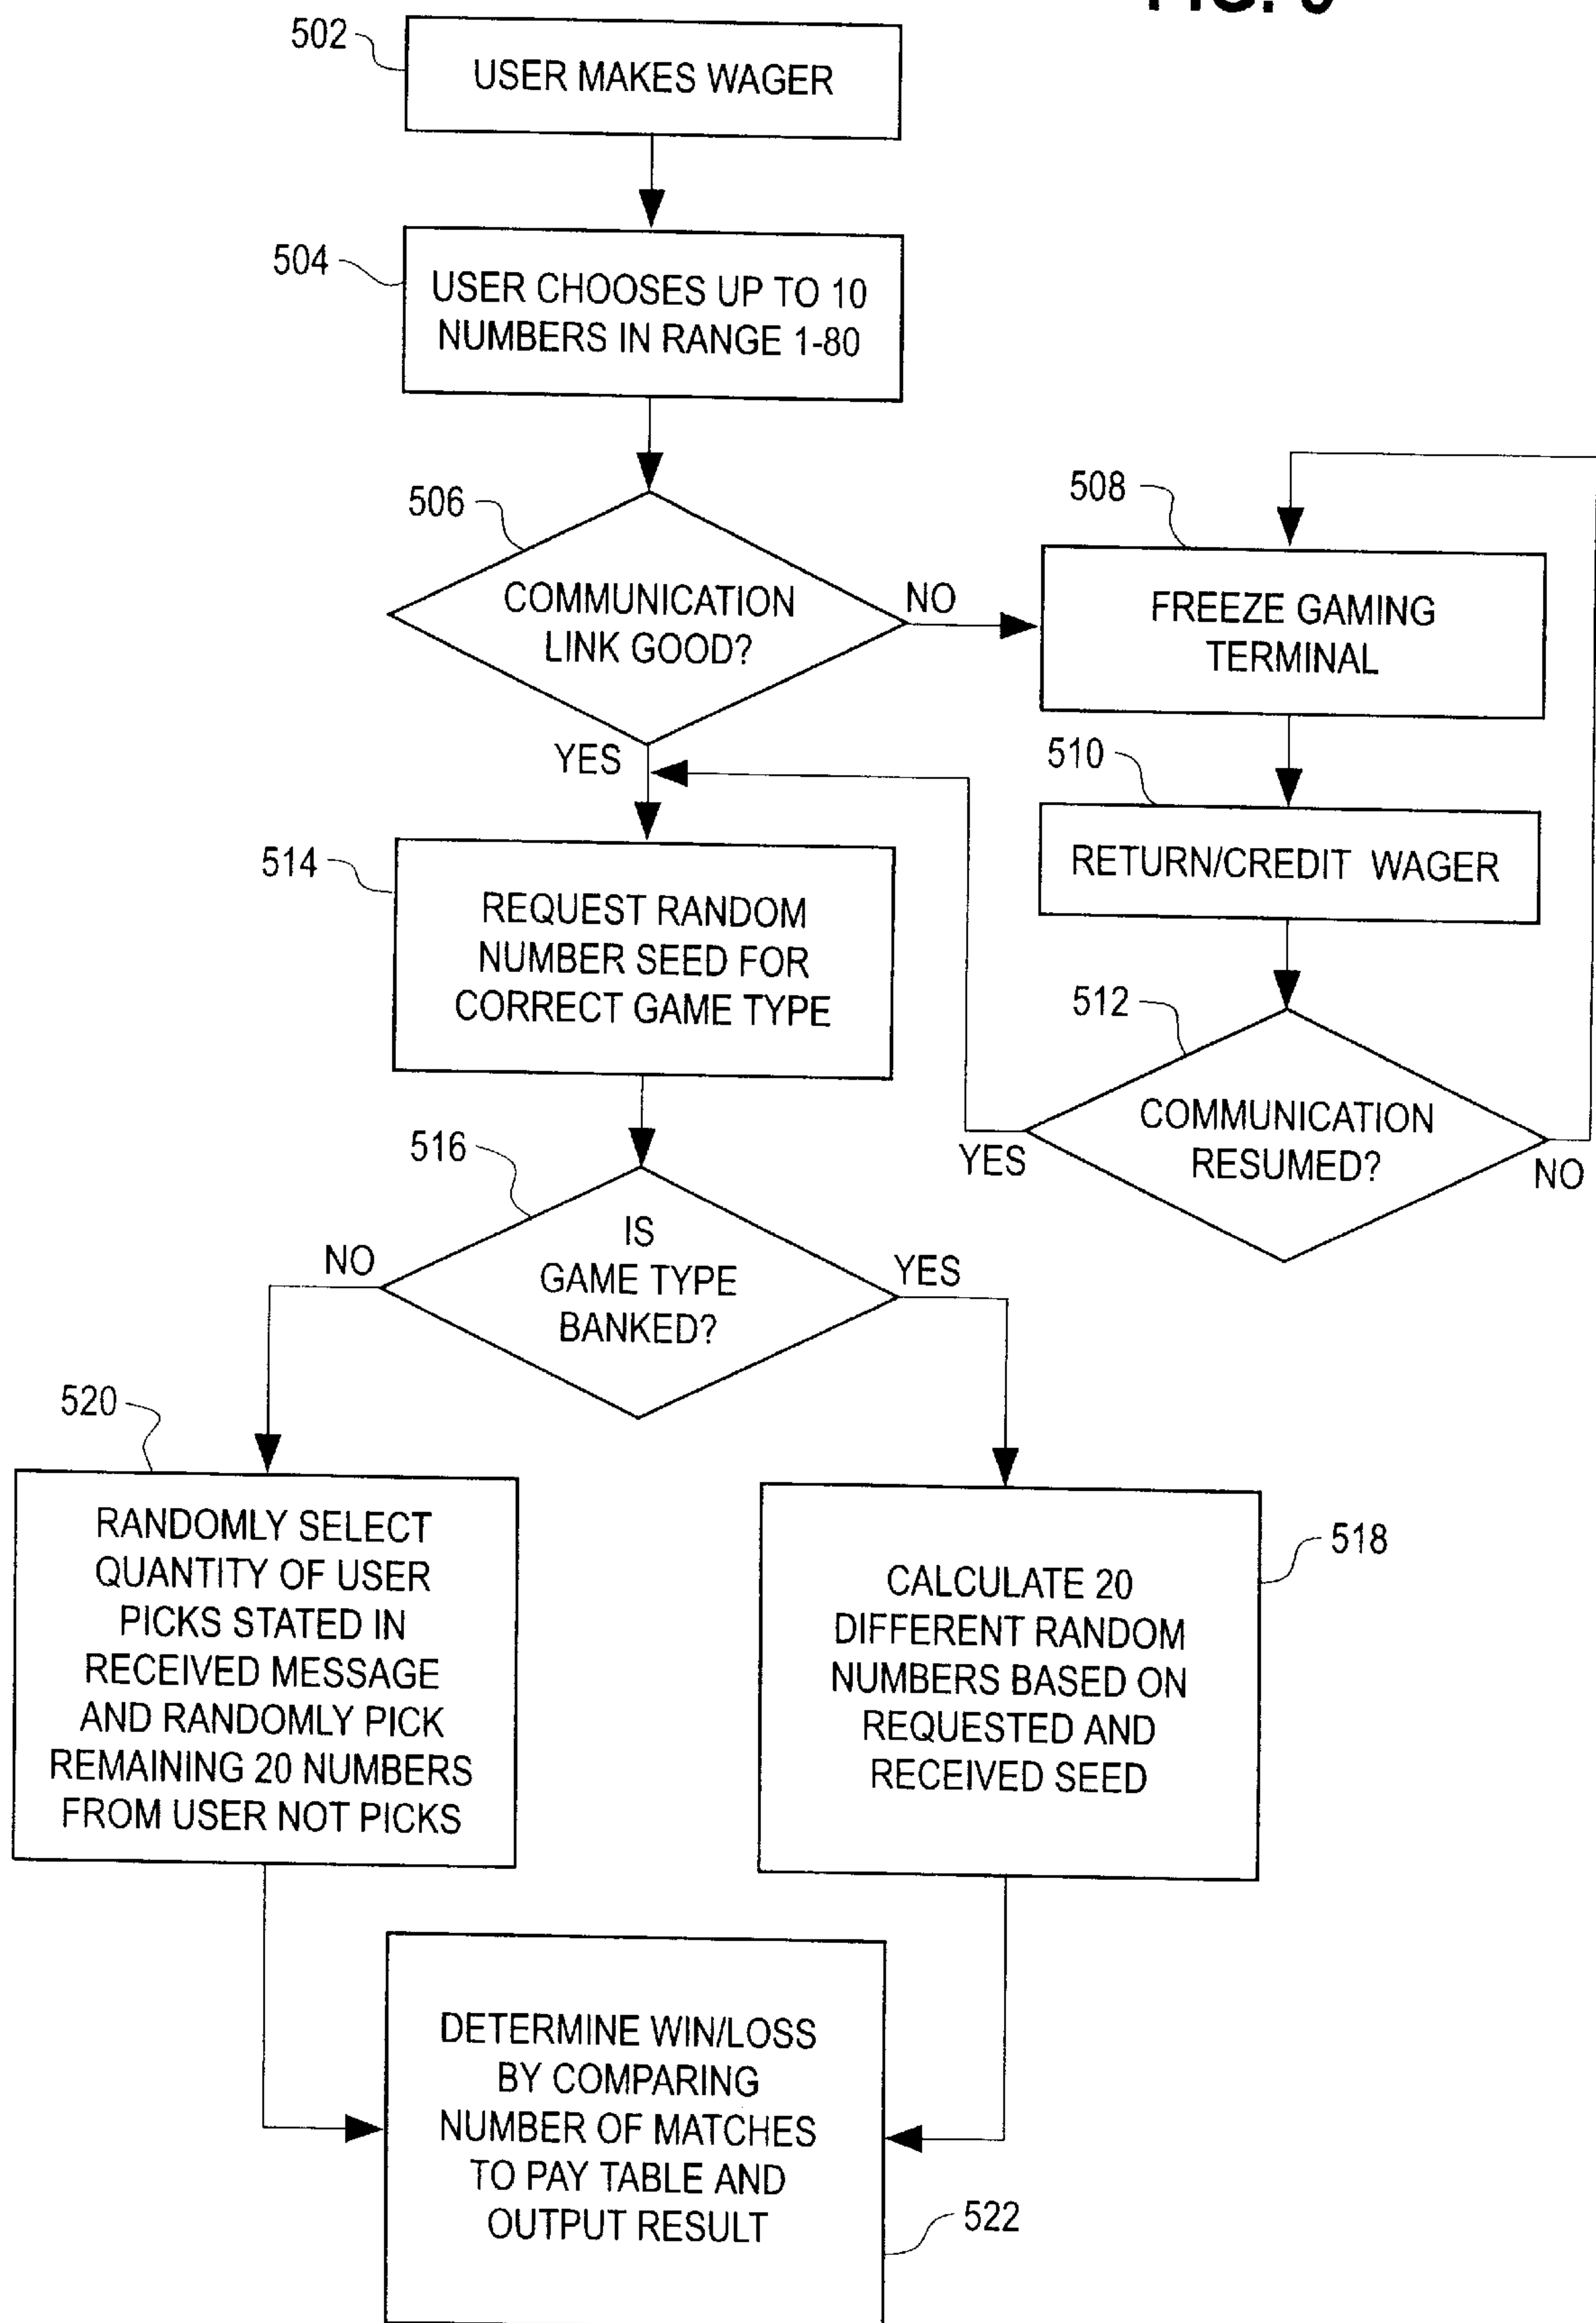 FIG.
502
USER MAKES WAGER
504
USER CHOOSES UP TO 10
NUMBERS IN RANGE 1-80
506
COMMUNICATION
LINK GOOD?
NO
YES
508
FREEZE GAMING
TERMINAL
510
RETURN/CREDIT WAGER
512
COMMUNICATION
RESUMED?
YES
NO
514
REQUEST RANDOM
NUMBER SEED FOR
CORRECT GAME TYPE
516
IS
GAME TYPE
BANKED?
NO
YES
520
RANDOMLY SELECT
QUANTITY OF USER
PICKS STATED IN
RECEIVED MESSAGE
AND RANDOMLY PICK
REMAINING 20 NUMBERS
FROM USER NOT PICKS
518
CALCULATE 20
DIFFERENT RANDOM
NUMBERS BASED ON
REQUESTED AND
RECEIVED SEED
DETERMINE WIN/LOSS
BY COMPARING
NUMBER OF MATCHES
TO PAY TABLE AND
OUTPUT RESULT
522